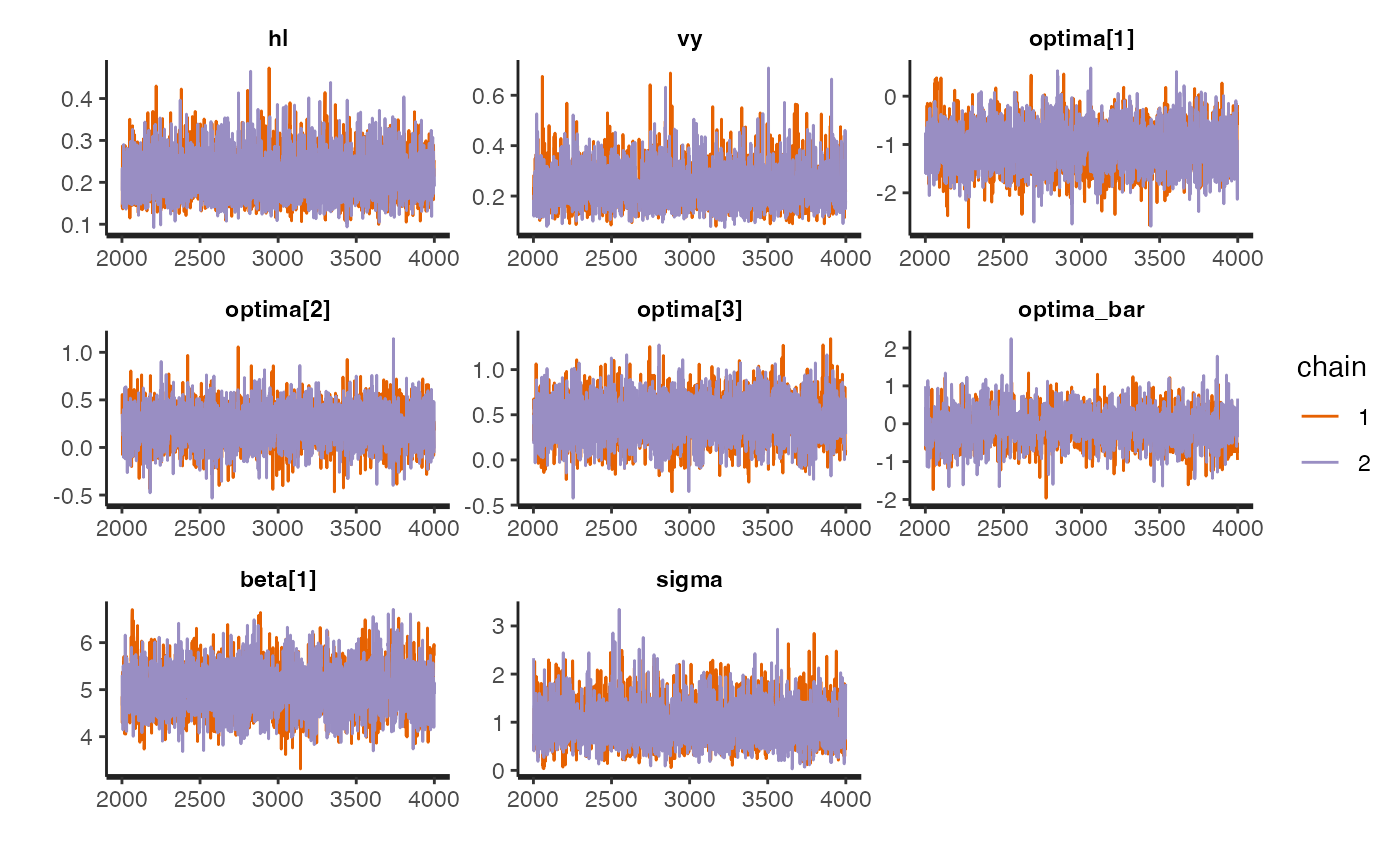 hl vy optima[1]
0.4 0.3 0.2 0.1
0.6 0.4 0.2
0 -1 -2
2000 2500 3000 3500 4000 2000 2500 3000 3500 4000 2000 2500 3000 3500 4000
optima[2] optima[3] optima_bar
1.0 0.5 0.0 -0.5
1.0 0.5 0.0 -0.5
2 1 0 -1 -2
2000 2500 3000 3500 4000 2000 2500 3000 3500 4000 2000 2500 3000 3500 4000
beta[1] sigma
6 5 4
3 2 1 0
2000 2500 3000 3500 4000 2000 2500 3000 3500 4000
chain
1
2